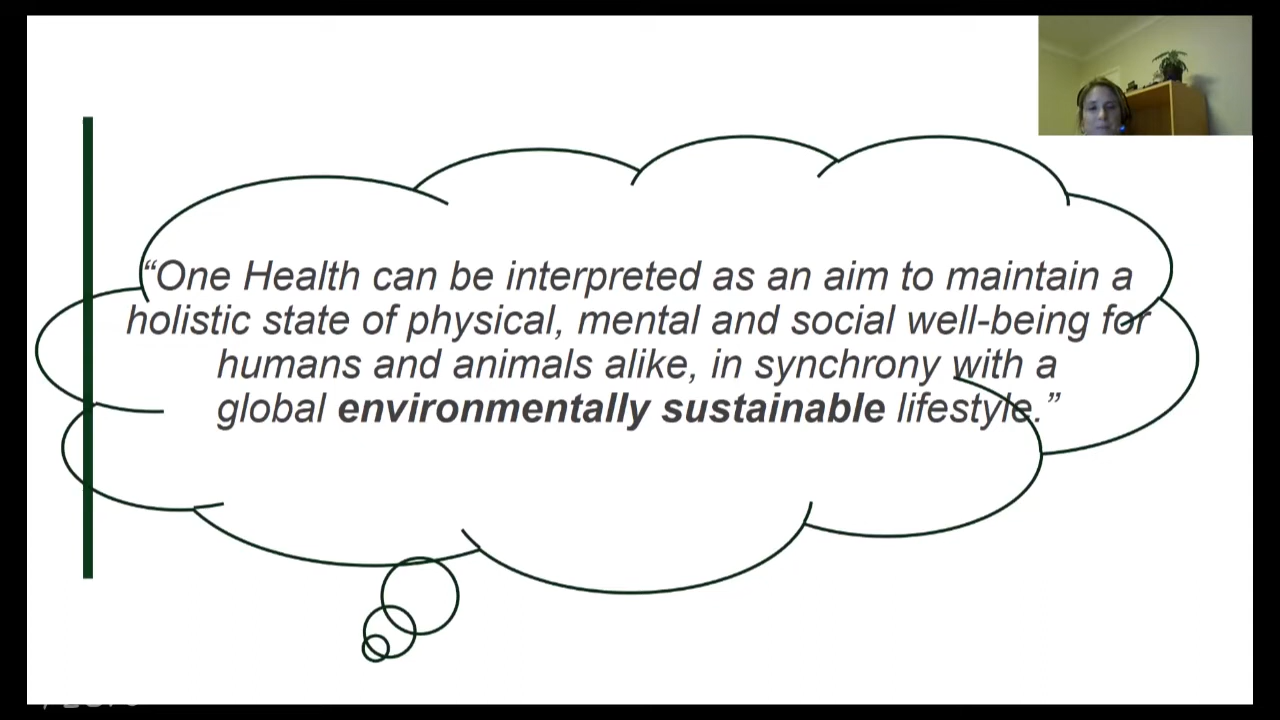 “One Health can be interpreted as an aim to maintain a
holistic state of physical, mental and social well-being for
humans and animals alike, in synchrony with a
global environmentally sustainable lifestyle.”